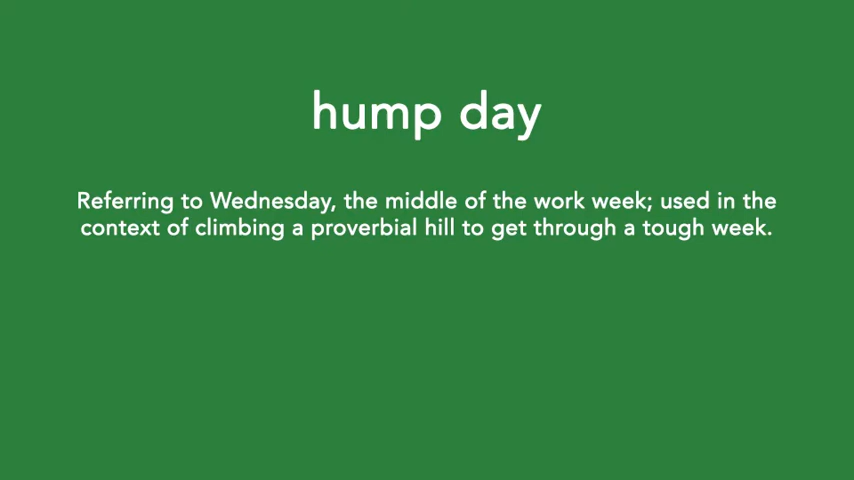 hump day
Referring to Wednesday, the middle of the work week; used in the
context of climbing a proverbial hill to get through a tough week.